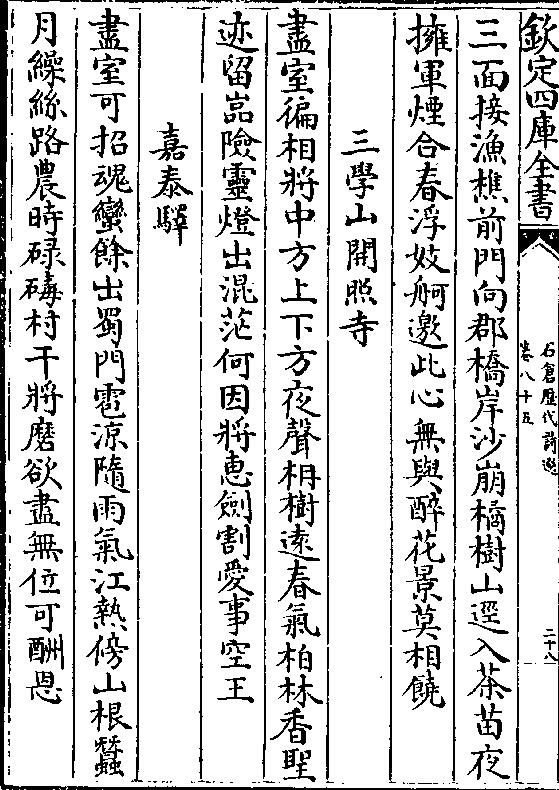 欽定四庫全書
石倉歷代詩選
卷八十五
二十八
三面接漁樵前門向郡橋岸沙崩橘樹山逕入茶苗夜
擁軍煙合春浮妓舸邀此心無與醉花景莫相饒
三學山開照寺
盡室徧相將中方上下方夜聲柟樹遠春氣柏林香聖
迹留嵓險靈燈出混茫何因將惠劍割愛事空王
嘉泰驛
盡室可招魂蠻餘出蜀門雹涼隨雨氣江熱傍山根蠶
月繰絲路農時碌碡村干將磨欲盡無位可酬恩